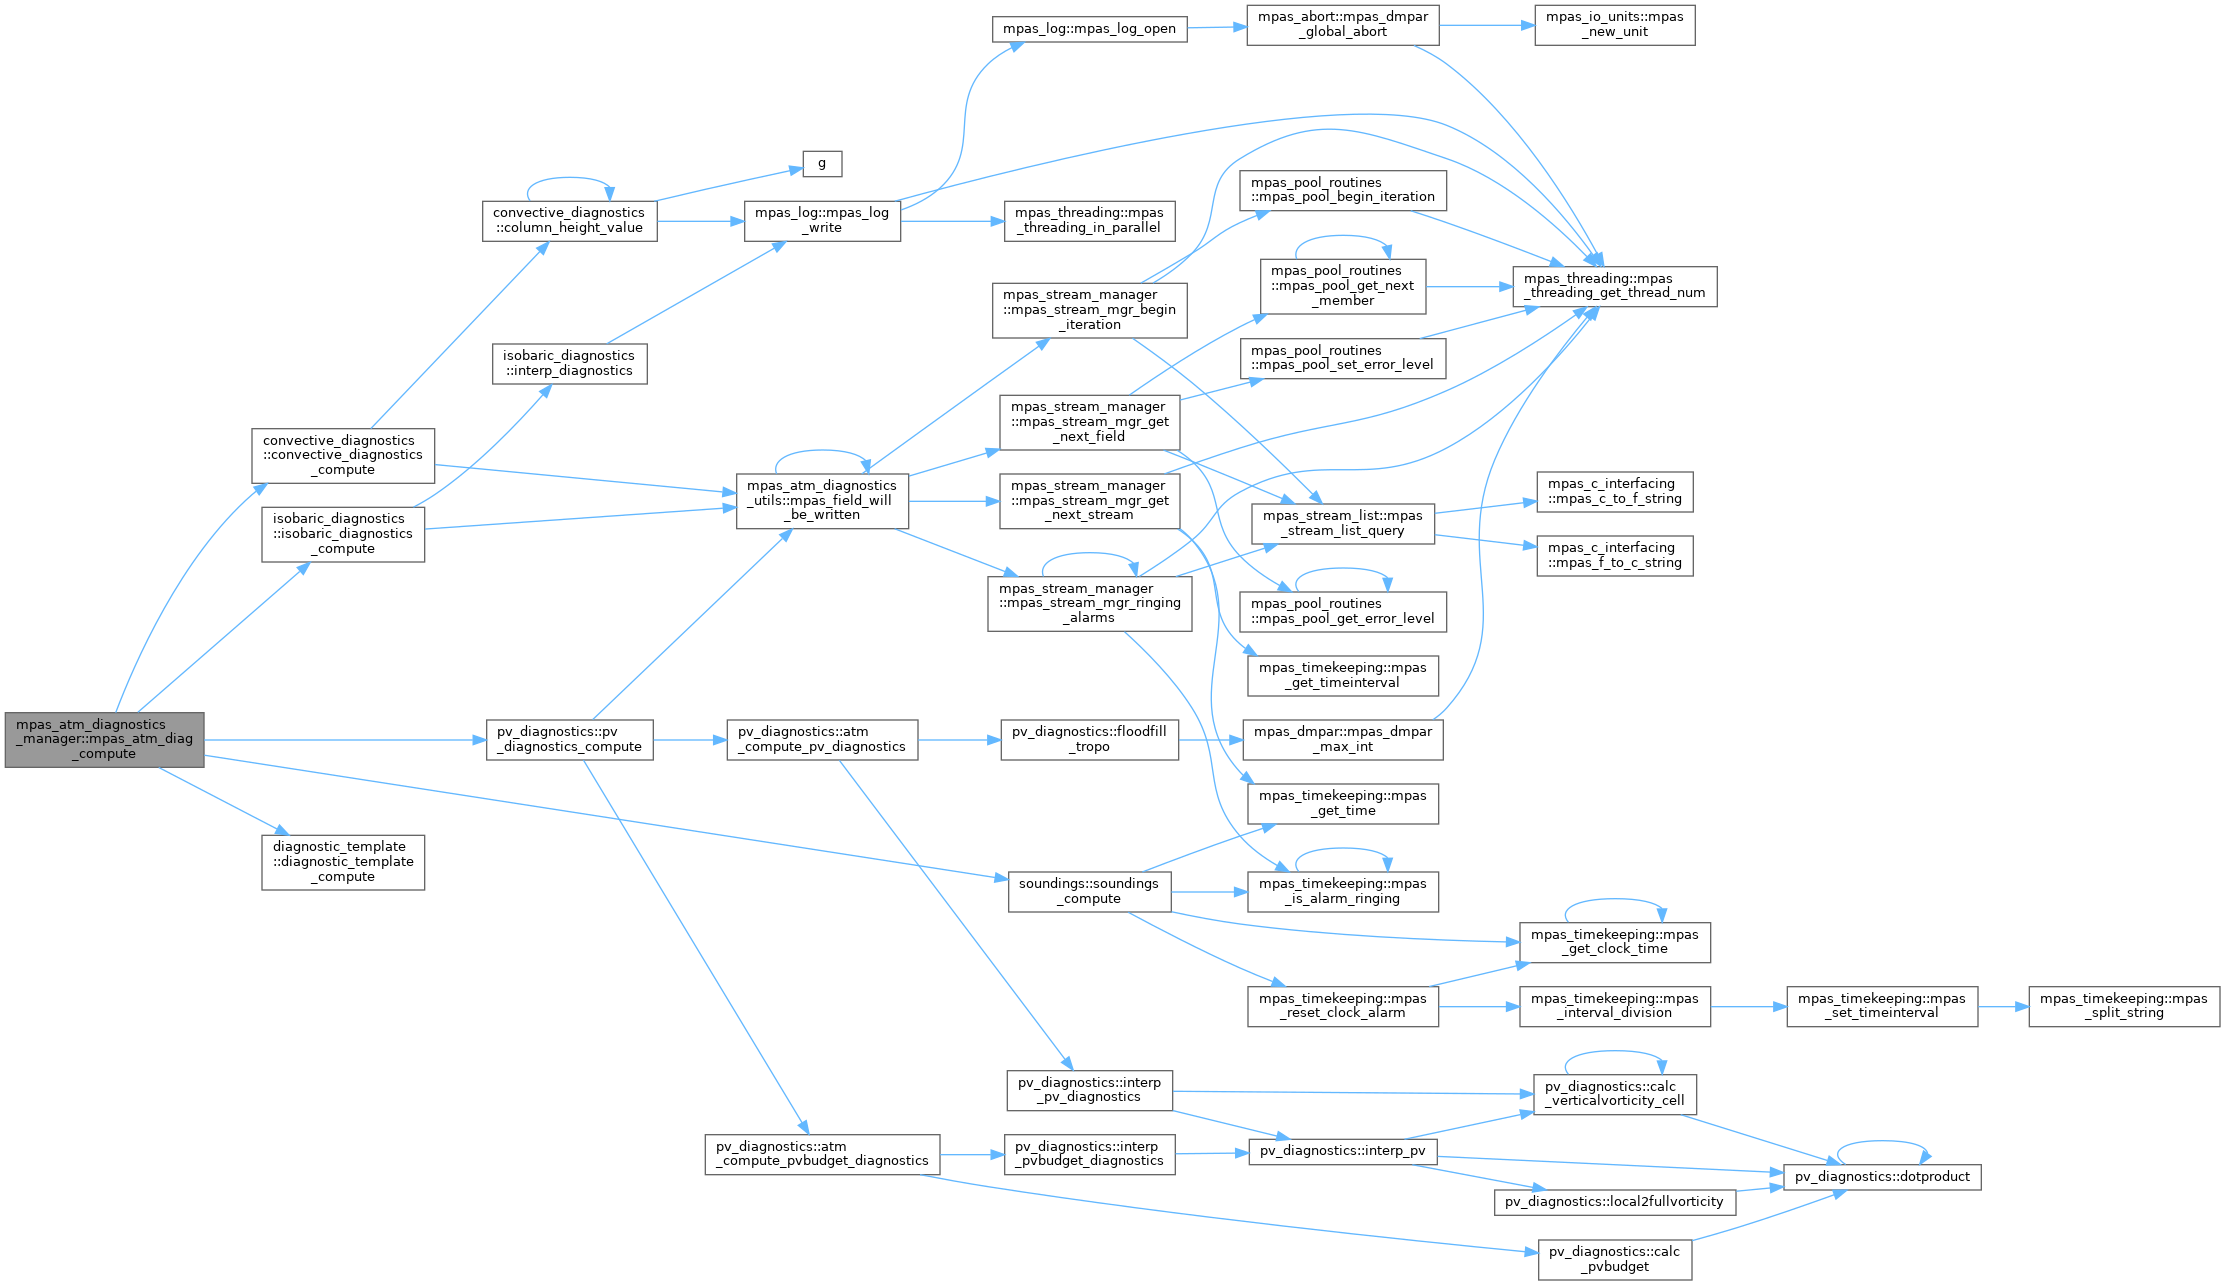 mpas_atm_diagnostics
_manager::mpas_atm_diag
_compute
convective_diagnostics
::convective_diagnostics
_compute
isobaric_diagnostics
::isobaric_diagnostics
_compute
diagnostic_template
::diagnostic_template
_compute
convective_diagnostics
::column_height_value
isobaric_diagnostics
::interp_diagnostics
pv_diagnostics::pv
_diagnostics_compute
g
mpas_log::mpas_log
_write
mpas_atm_diagnostics
_utils::mpas_field_will
_be_written
pv_diagnostics::atm
_compute_pv_diagnostics
pv_diagnostics::atm
_compute_pvbudget_diagnostics
mpas_log::mpas_log_open
mpas_threading::mpas
_threading_in_parallel
mpas_stream_manager
::mpas_stream_mgr_begin
_iteration
mpas_stream_manager
::mpas_stream_mgr_get
_next_field
mpas_stream_manager
::mpas_stream_mgr_get
_next_stream
mpas_stream_manager
::mpas_stream_mgr_ringing
_alarms
pv_diagnostics::floodfill
_tropo
soundings::soundings
_compute
pv_diagnostics::interp
_pv_diagnostics
pv_diagnostics::interp
_pvbudget_diagnostics
mpas_abort::mpas_dmpar
_global_abort
mpas_pool_routines
::mpas_pool_begin_iteration
mpas_pool_routines
::mpas_pool_get_next
_member
mpas_pool_routines
::mpas_pool_set_error_level
mpas_stream_list::mpas
_stream_list_query
mpas_pool_routines
::mpas_pool_get_error_level
mpas_timekeeping::mpas
_get_timeinterval
mpas_dmpar::mpas_dmpar
_max_int
mpas_timekeeping::mpas
_get_time
mpas_timekeeping::mpas
_is_alarm_ringing
mpas_timekeeping::mpas
_reset_clock_alarm
pv_diagnostics::interp_pv
mpas_io_units::mpas
_new_unit
mpas_threading::mpas
_threading_get_thread_num
mpas_c_interfacing
::mpas_c_to_f_string
mpas_c_interfacing
::mpas_f_to_c_string
mpas_timekeeping::mpas
_get_clock_time
mpas_timekeeping::mpas
_interval_division
pv_diagnostics::calc
_verticalvorticity_cell
pv_diagnostics::local2fullvorticity
pv_diagnostics::calc
_pvbudget
mpas_timekeeping::mpas
_set_timeinterval
pv_diagnostics::dotproduct
mpas_timekeeping::mpas
_split_string